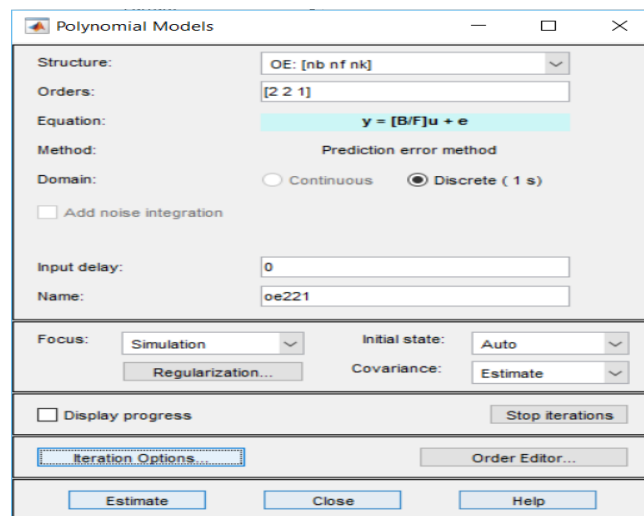 Polynomial Models
Structure: OE: [nb nf nk]
Orders: [2 2 1]
Equation: y = [B/F]u + e
Method: Prediction error method
Domain: Continuous Discrete ( 1 s)
Add noise integration
Input delay: 0
Name: oe221
Focus: Simulation Initial state: Auto
Regularization... Covariance: Estimate
Display progress Stop iterations
Iteration Options... Order Editor...
Estimate Close Help